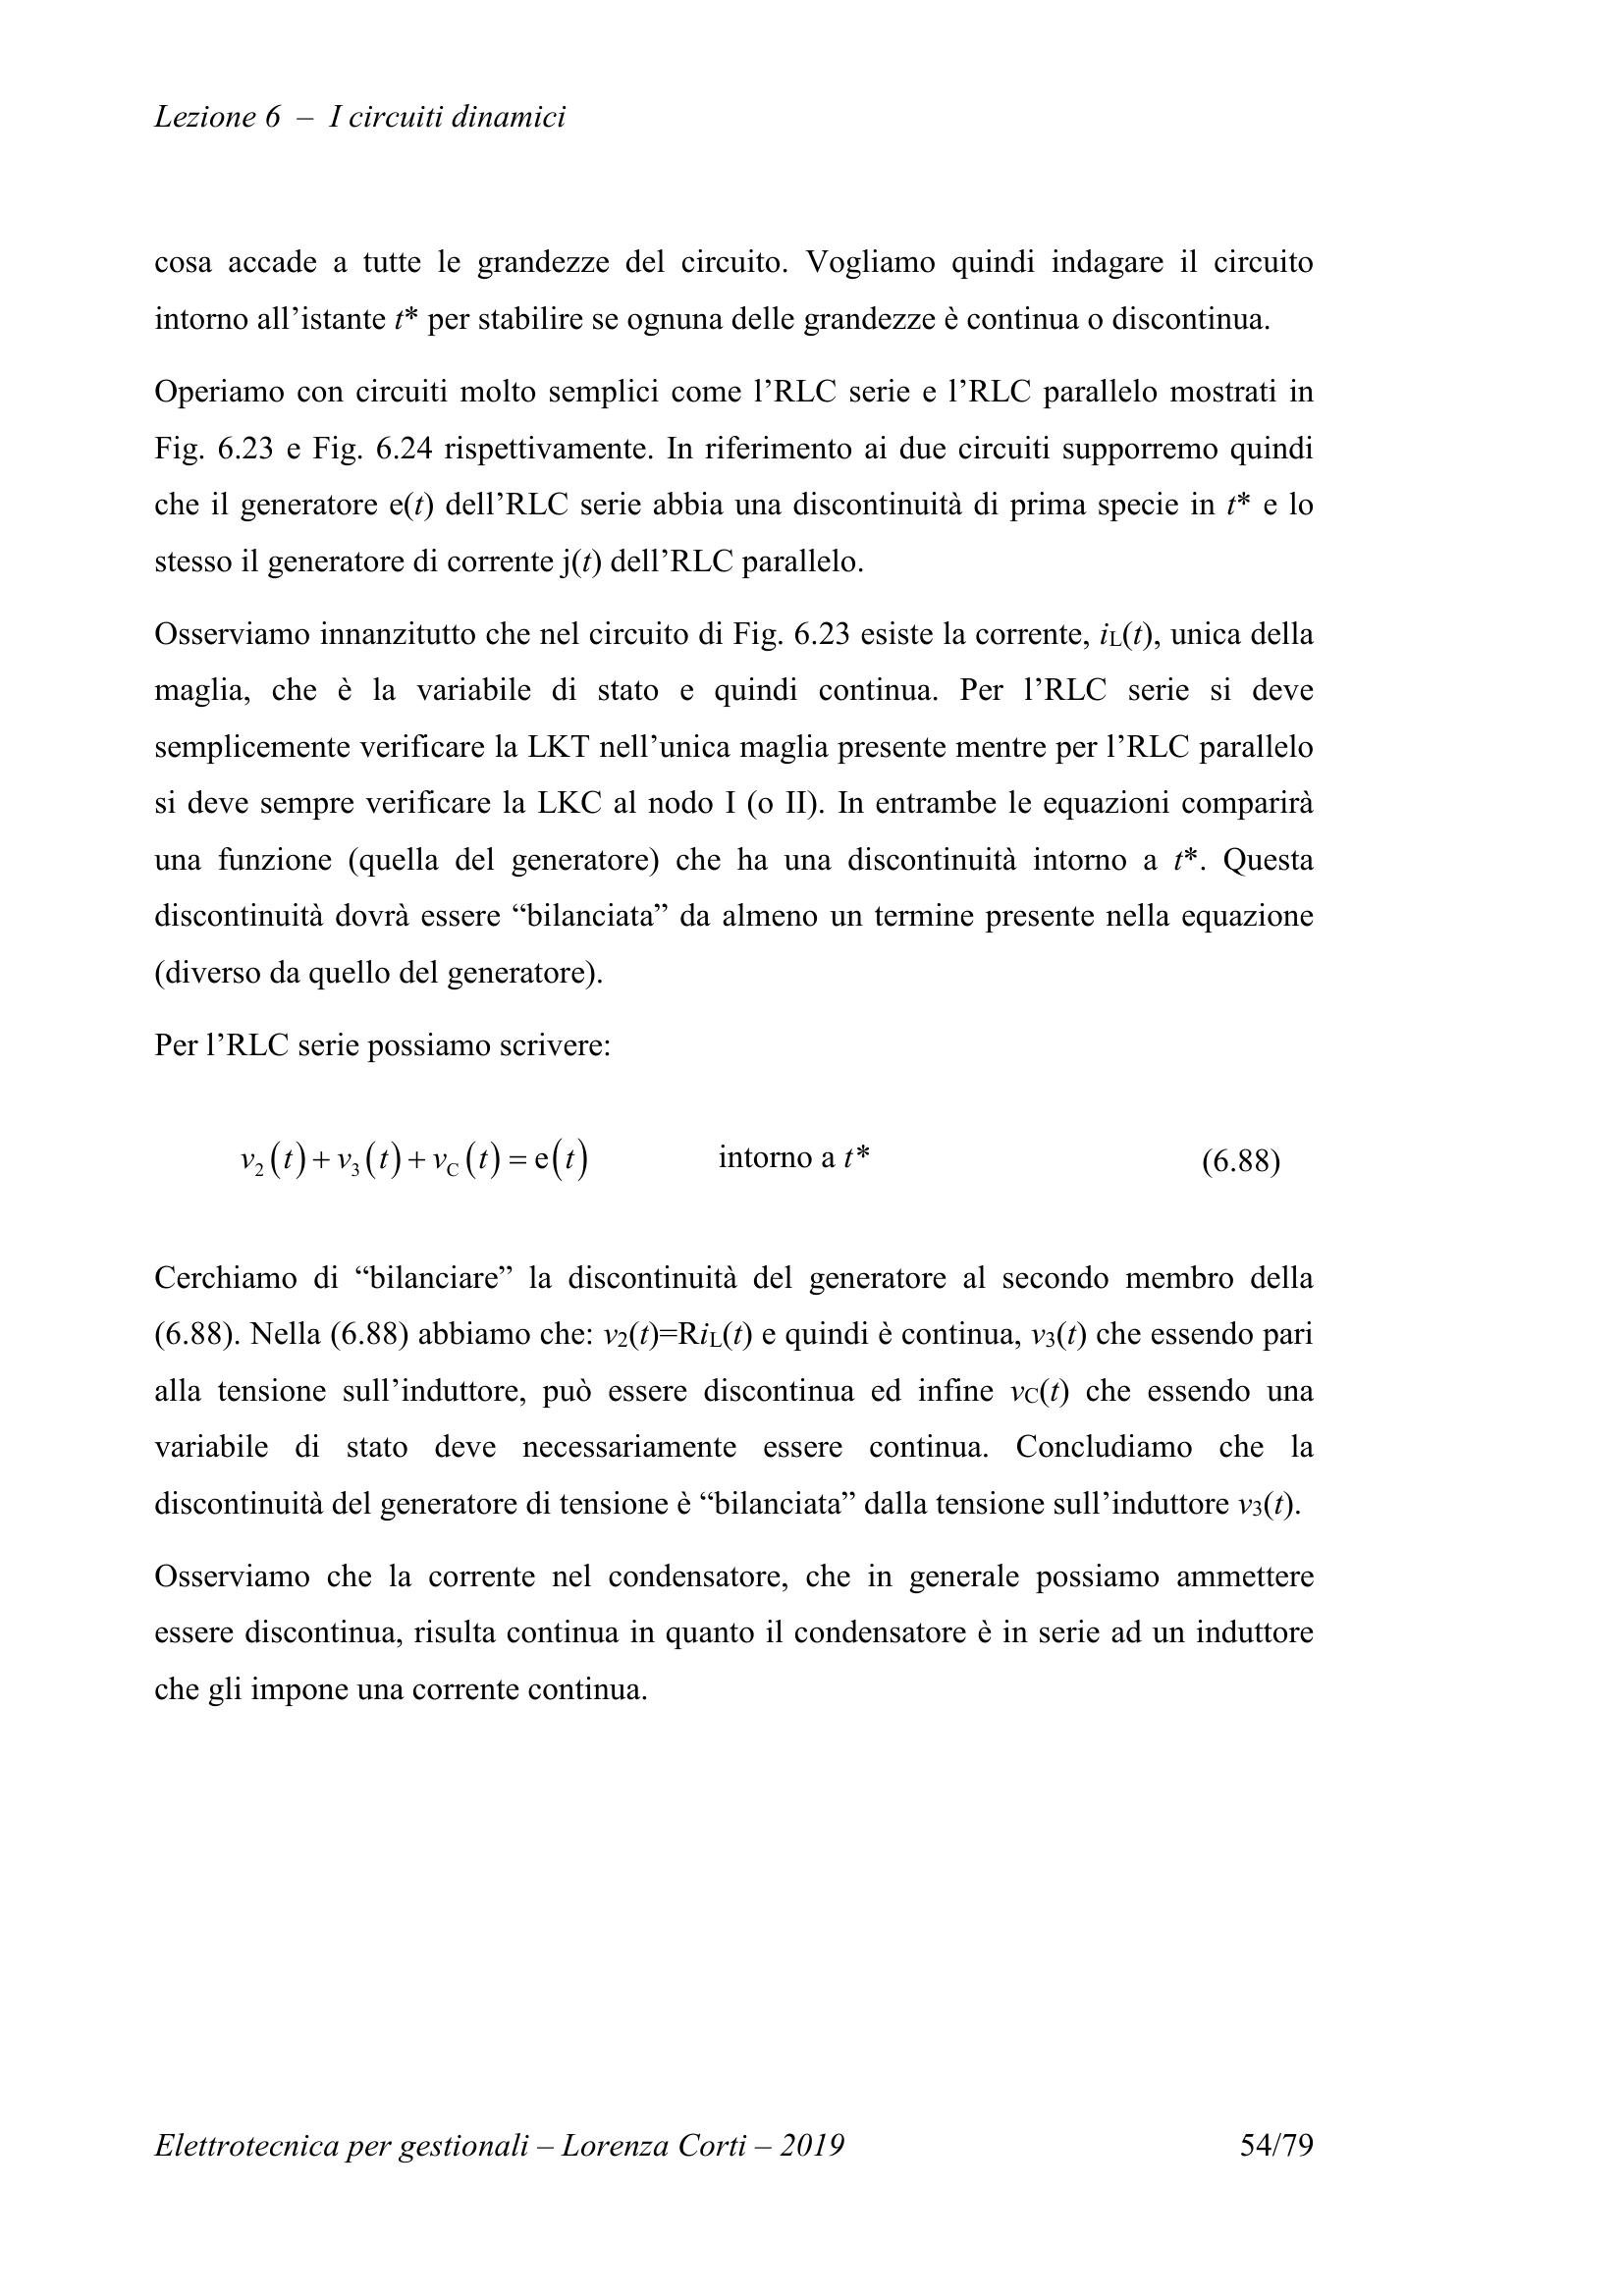 Lezione 6 – I circuiti dinamici
cosa accade a tutte le grandezze del circuito. Vogliamo quindi indagare il circuito
intorno all’istante t* per stabilire se ognuna delle grandezze è continua o discontinua.
Operiamo con circuiti molto semplici come l’RLC serie e l’RLC parallelo mostrati in
Fig. 6.23 e Fig. 6.24 rispettivamente. In riferimento ai due circuiti supporremo quindi
che il generatore e(t) dell’RLC serie abbia una discontinuità di prima specie in t* e lo
stesso il generatore di corrente j(t) dell’RLC parallelo.
Osserviamo innanzitutto che nel circuito di Fig. 6.23 esiste la corrente, iL(t), unica della
maglia, che è la variabile di stato e quindi continua. Per l’RLC serie si deve
semplicemente verificare la LKT nell’unica maglia presente mentre per l’RLC parallelo
si deve sempre verificare la LKC al nodo I (o II). In entrambe le equazioni comparirà
una funzione (quella del generatore) che ha una discontinuità intorno a t*. Questa
discontinuità dovrà essere “bilanciata” da almeno un termine presente nella equazione
(diverso da quello del generatore).
Per l’RLC serie possiamo scrivere:
v2(t)+v3(t)+vC(t)=e(t) intorno a t* (6.88)
Cerchiamo di “bilanciare” la discontinuità del generatore al secondo membro della
(6.88). Nella (6.88) abbiamo che: v2(t)=RiL(t) e quindi è continua, v3(t) che essendo pari
alla tensione sull’induttore, può essere discontinua ed infine vC(t) che essendo una
variabile di stato deve necessariamente essere continua. Concludiamo che la
discontinuità del generatore di tensione è “bilanciata” dalla tensione sull’induttore v3(t).
Osserviamo che la corrente nel condensatore, che in generale possiamo ammettere
essere discontinua, risulta continua in quanto il condensatore è in serie ad un induttore
che gli impone una corrente continua.
Elettrotecnica per gestionali – Lorenza Corti – 2019 54/79